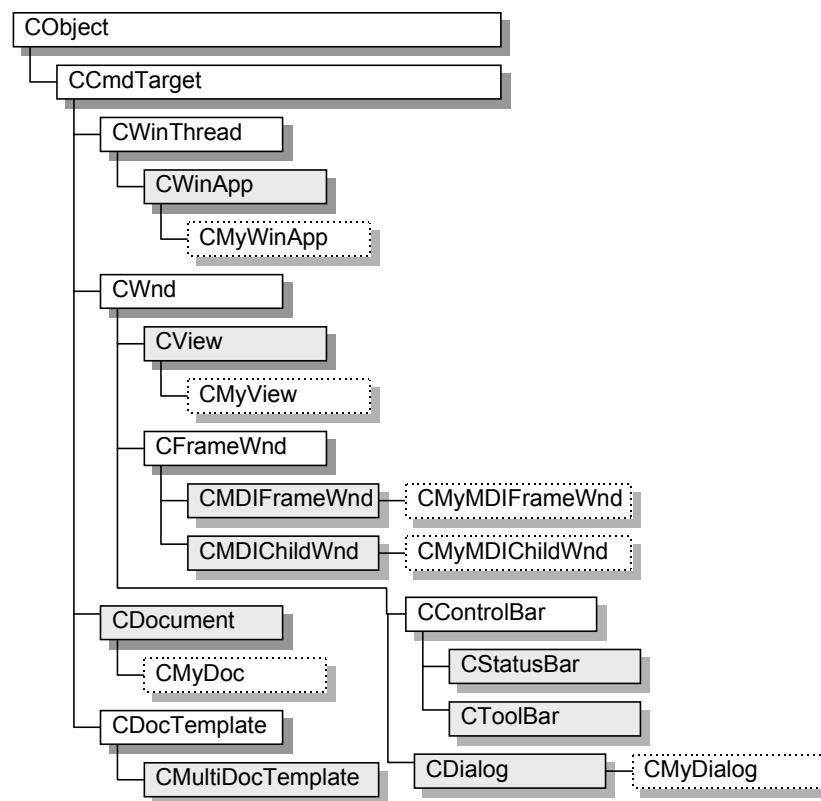 CObject
CCmdTarget
CWinThread
CWinApp
CMyWinApp
CWnd
CView
CMyView
CFrameWnd
CMDIFrameWnd
CMyMDIFrameWnd
CMDIChildWnd
CMyMDIChildWnd
CControlBar
CStatusBar
CToolBar
CDialog
CMyDialog
CDocument
CMyDoc
CDocTemplate
CMultiDocTemplate